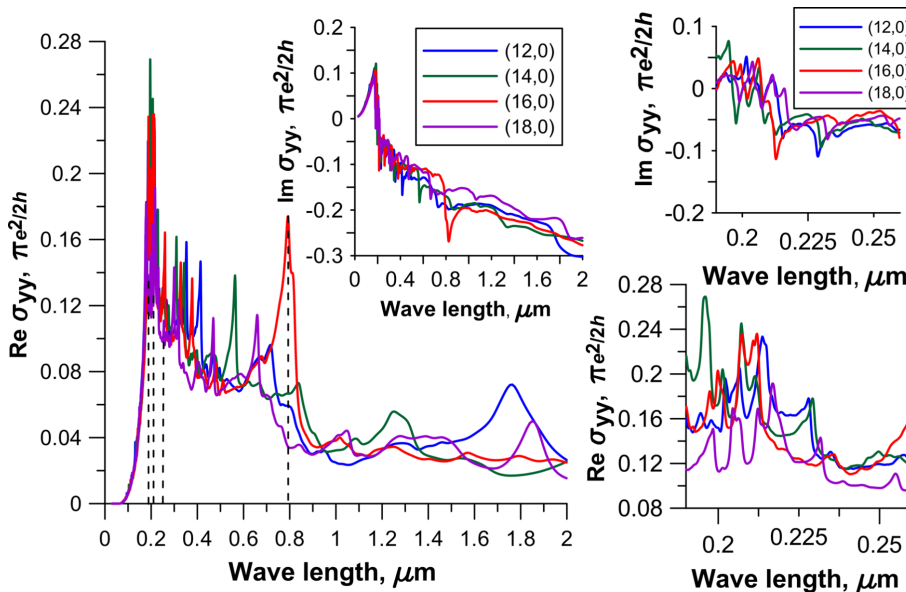 Re σyy, πe²/2h
0.28
0.24
0.2
0.16
0.12
0.08
0.04
0
0 0.2 0.4 0.6 0.8 1 1.2 1.4 1.6 1.8 2
Wave length, μm
Im σyy, πe²/2h
0.2
0.1
0
-0.1
-0.2
-0.3
0 0.4 0.8 1.2 1.6 2
Wave length, μm
(12,0)
(14,0)
(16,0)
(18,0)
Im σyy, πe²/2h
0.1
0
-0.1
-0.2
0.2 0.225 0.25
Wave length, μm
(12,0)
(14,0)
(16,0)
(18,0)
Re σyy, πe²/2h
0.28
0.24
0.2
0.16
0.12
0.08
0.2 0.225 0.25
Wave length, μm